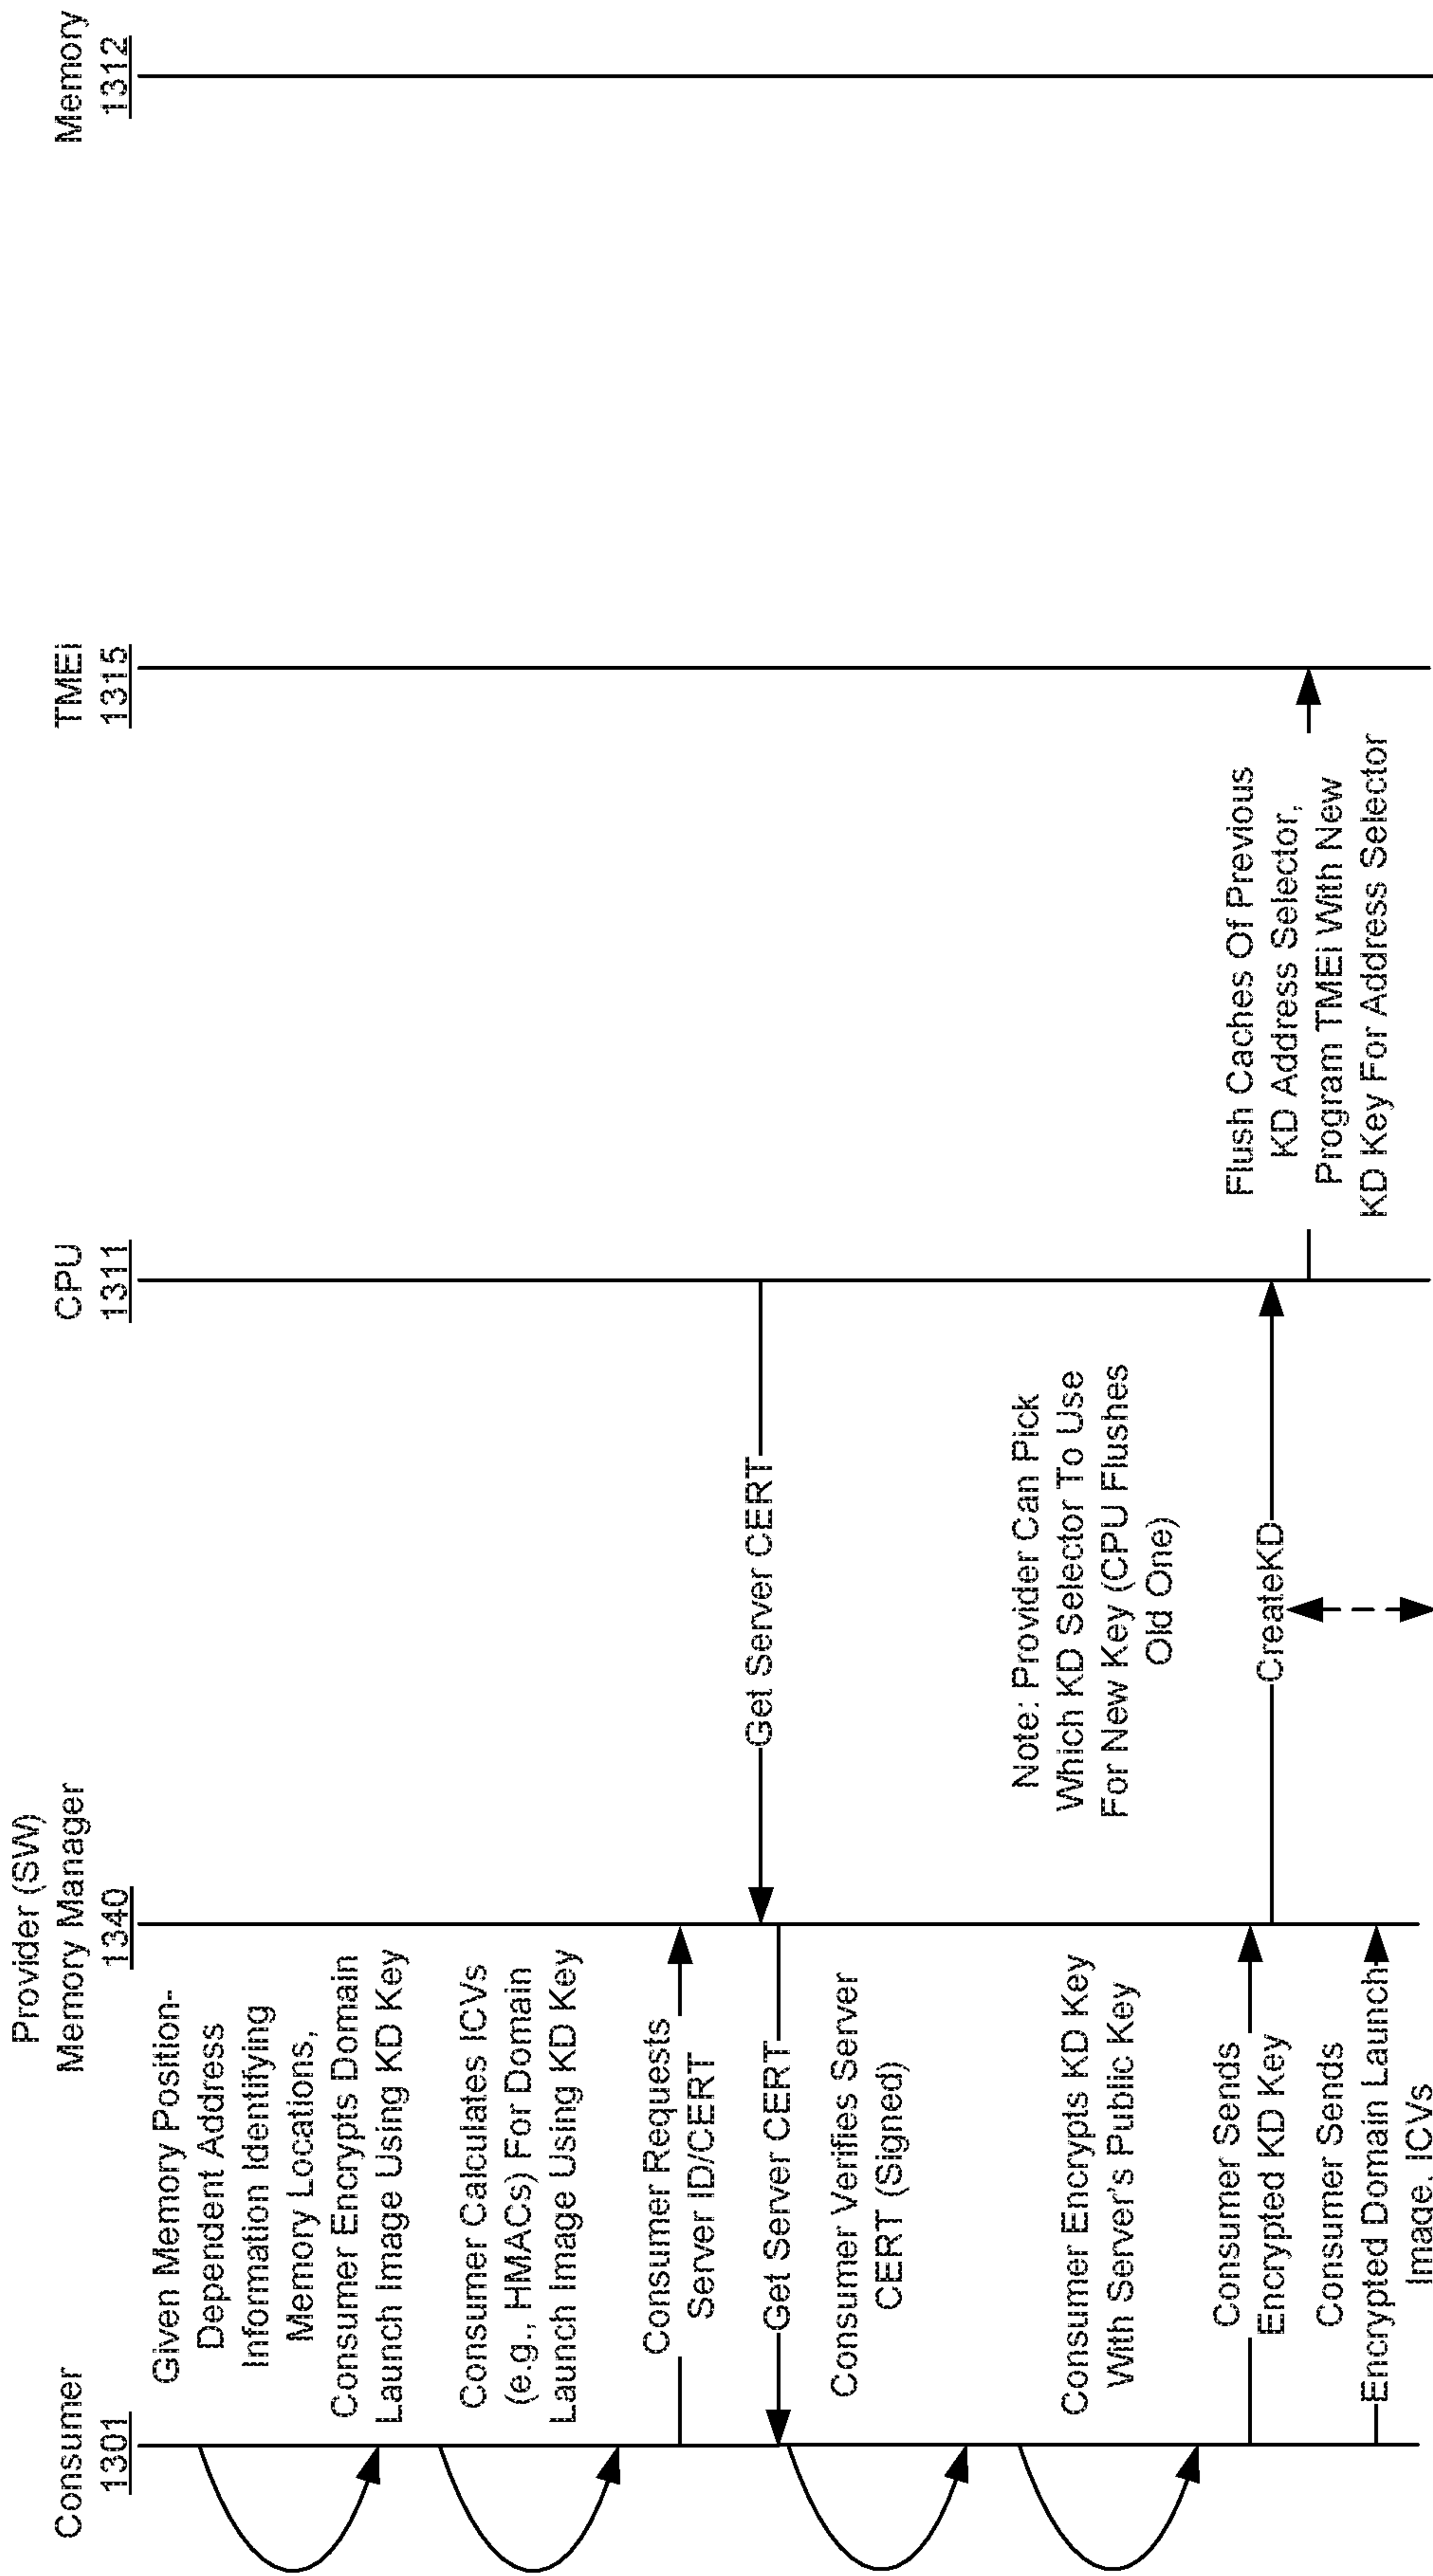 Consumer
1301
Provider (SW)
Memory Manager
1340
CPU
1311
TMEi
1315
Memory
1312
Given Memory Position-
Dependent Address
Information Identifying
Memory Locations,
Consumer Encrypts Domain
Launch Image Using KD Key
Consumer Calculates ICVs
(e.g., HMACs) For Domain
Launch Image Using KD Key
Consumer Requests
Server ID/CERT
Get Server CERT
Get Server CERT
Consumer Verifies Server
CERT (Signed)
Note: Provider Can Pick
Which KD Selector To Use
For New Key (CPU Flushes
Old One)
Consumer Encrypts KD Key
With Server's Public Key
Consumer Sends
Encrypted KD Key
CreateKD
Flush Caches Of Previous
KD Address Selector,
Program TMEi With New
KD Key For Address Selector
Consumer Sends
Encrypted Domain Launch
Image, ICVs